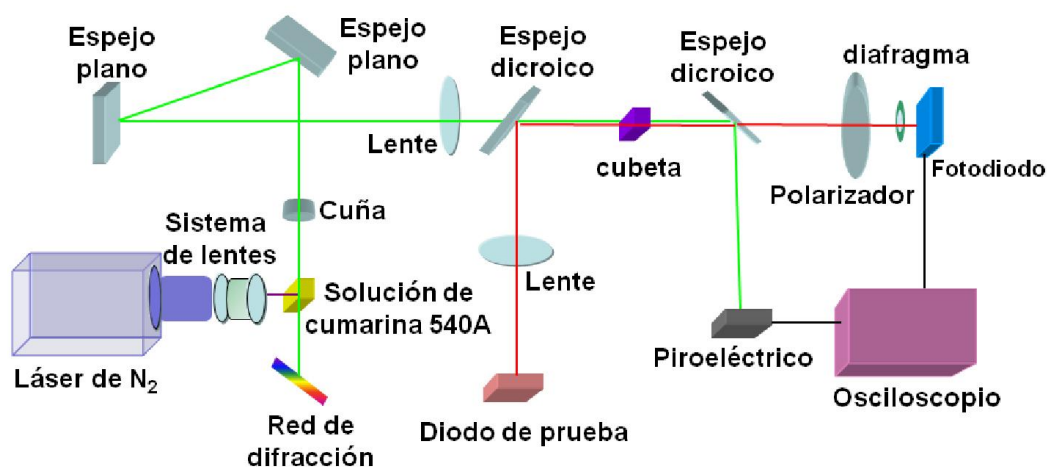 Espejo
plano
Espejo
plano
Espejo
dicroico
Espejo
dicroico
diafragma
Lente
cubeta
Fotodiodo
Polarizador
Cuña
Sistema
de lentes
Lente
Solución de
cumarina 540A
Piroeléctrico
Láser de N₂
Osciloscopio
Red de
difracción
Diodo de prueba